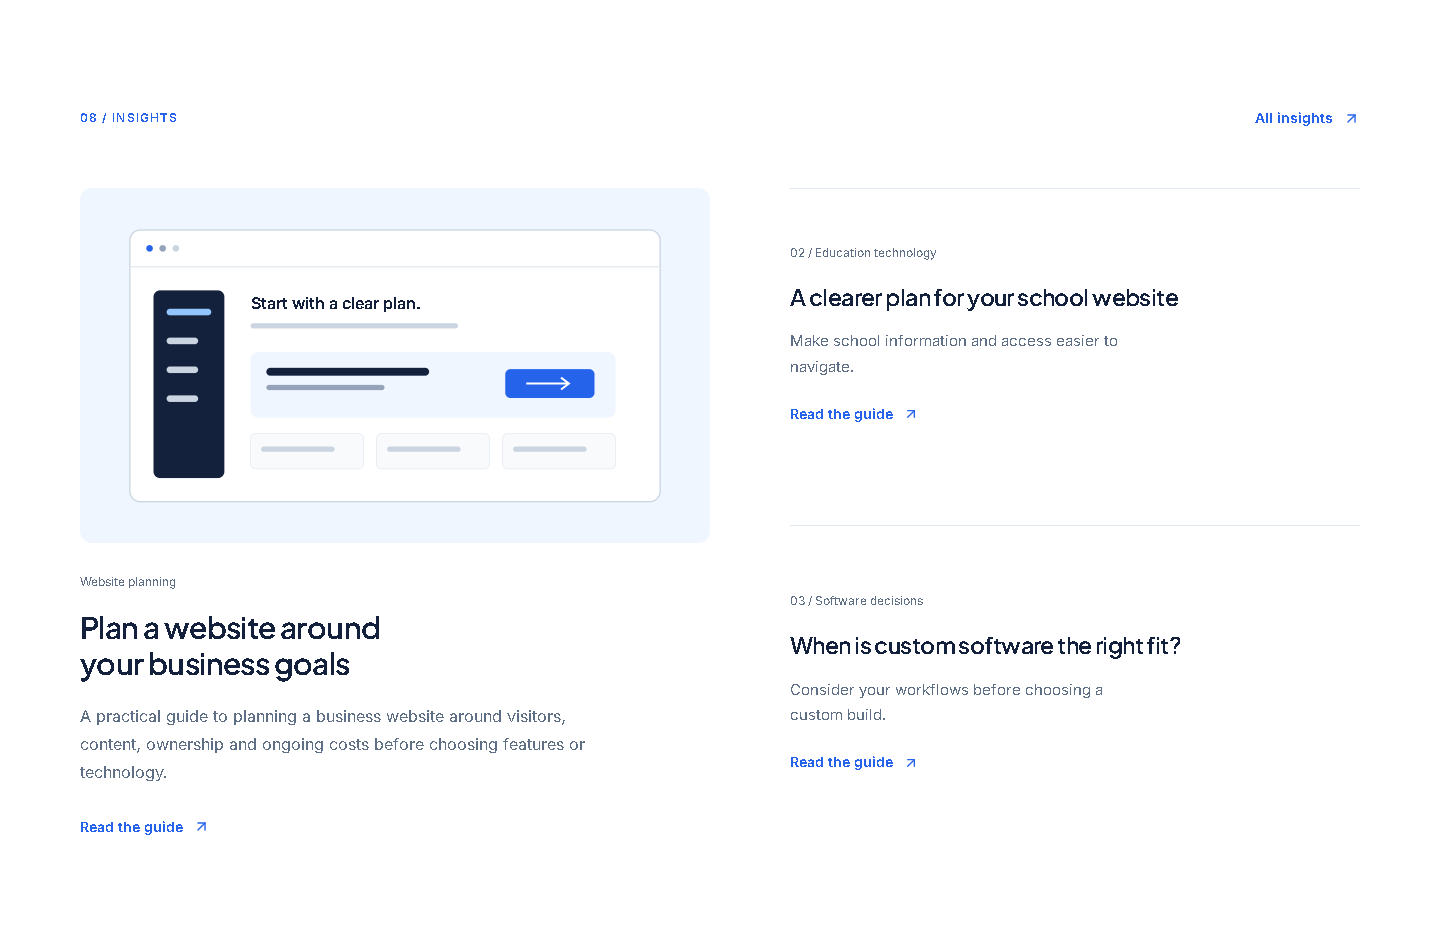 08 / INSIGHTS
All insights
Start with a clear plan.
Website planning
Plan a website around
your business goals
A practical guide to planning a business website around visitors,
content, ownership and ongoing costs before choosing features or
technology.
Read the guide
02 / Education technology
A clearer plan for your school website
Make school information and access easier to
navigate.
Read the guide
03 / Software decisions
When is custom software the right fit?
Consider your workflows before choosing a
custom build.
Read the guide